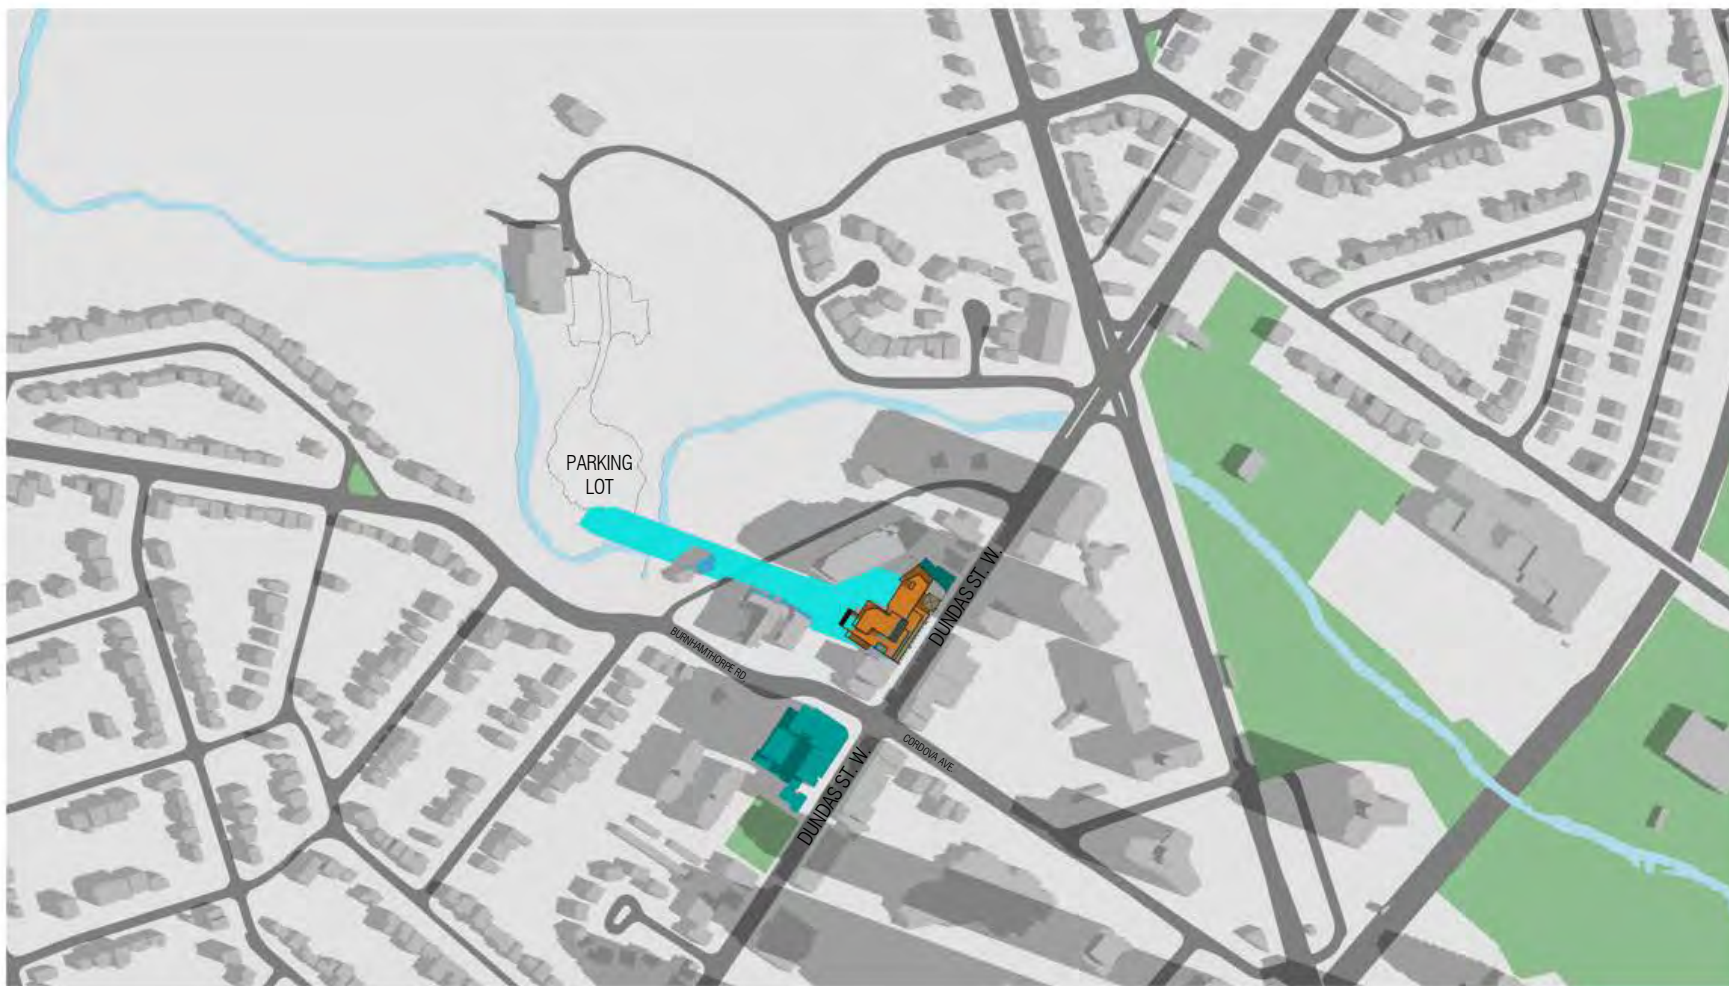 PARKING
LOT
DUNDAS ST. W.
BURNHAMTHORPE RD
CORDOVA AVE.
DUNDAS ST. W.